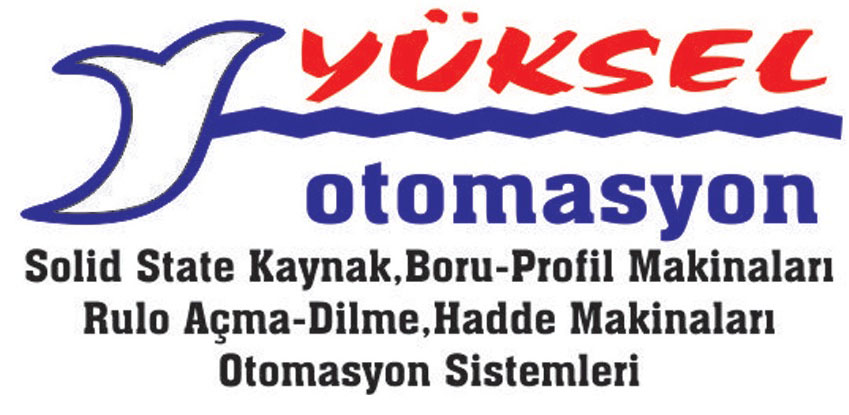 YÜKSEL
otomasyon
Solid State Kaynak,Boru-Profil Makinaları
Rulo Açma-Dilme,Hadde Makinaları
Otomasyon Sistemleri